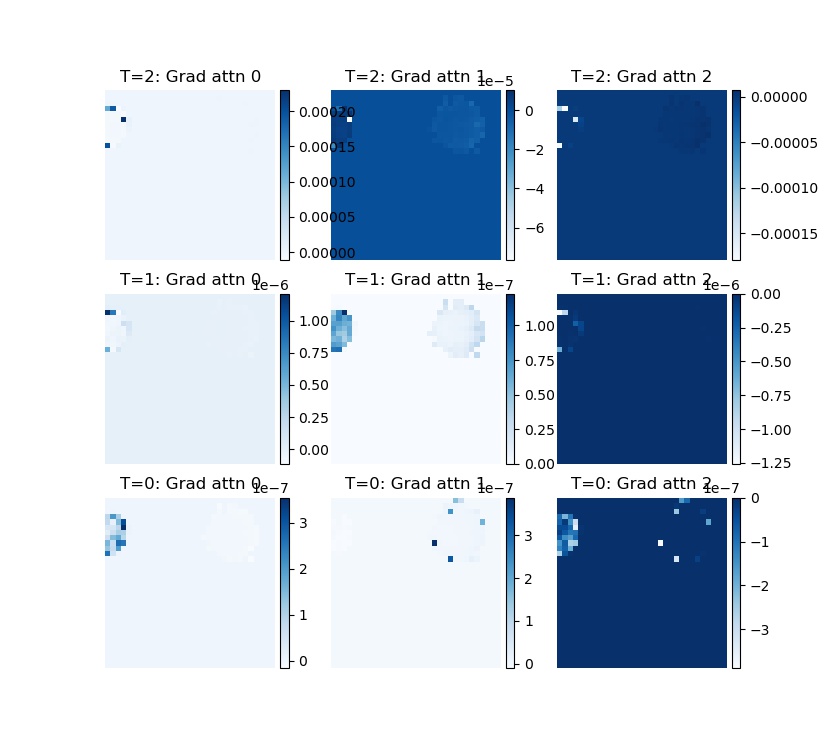 T=2: Grad attn 0
T=2: Grad attn 1
1e−5
T=2: Grad attn 2
0.00020
0.00015
0.00010
0.00005
0.00000
0
−2
−4
−6
0.00000
−0.00005
−0.00010
−0.00015
T=1: Grad attn 0
1e−6
T=1: Grad attn 1
1e−7
T=1: Grad attn 2
1e−6
1.00
0.75
0.50
0.25
0.00
1.00
0.75
0.50
0.25
0.00
0.00
−0.25
−0.50
−0.75
−1.00
−1.25
T=0: Grad attn 0
1e−7
T=0: Grad attn 1
1e−7
T=0: Grad attn 2
1e−7
3
2
1
0
3
2
1
0
0
−1
−2
−3